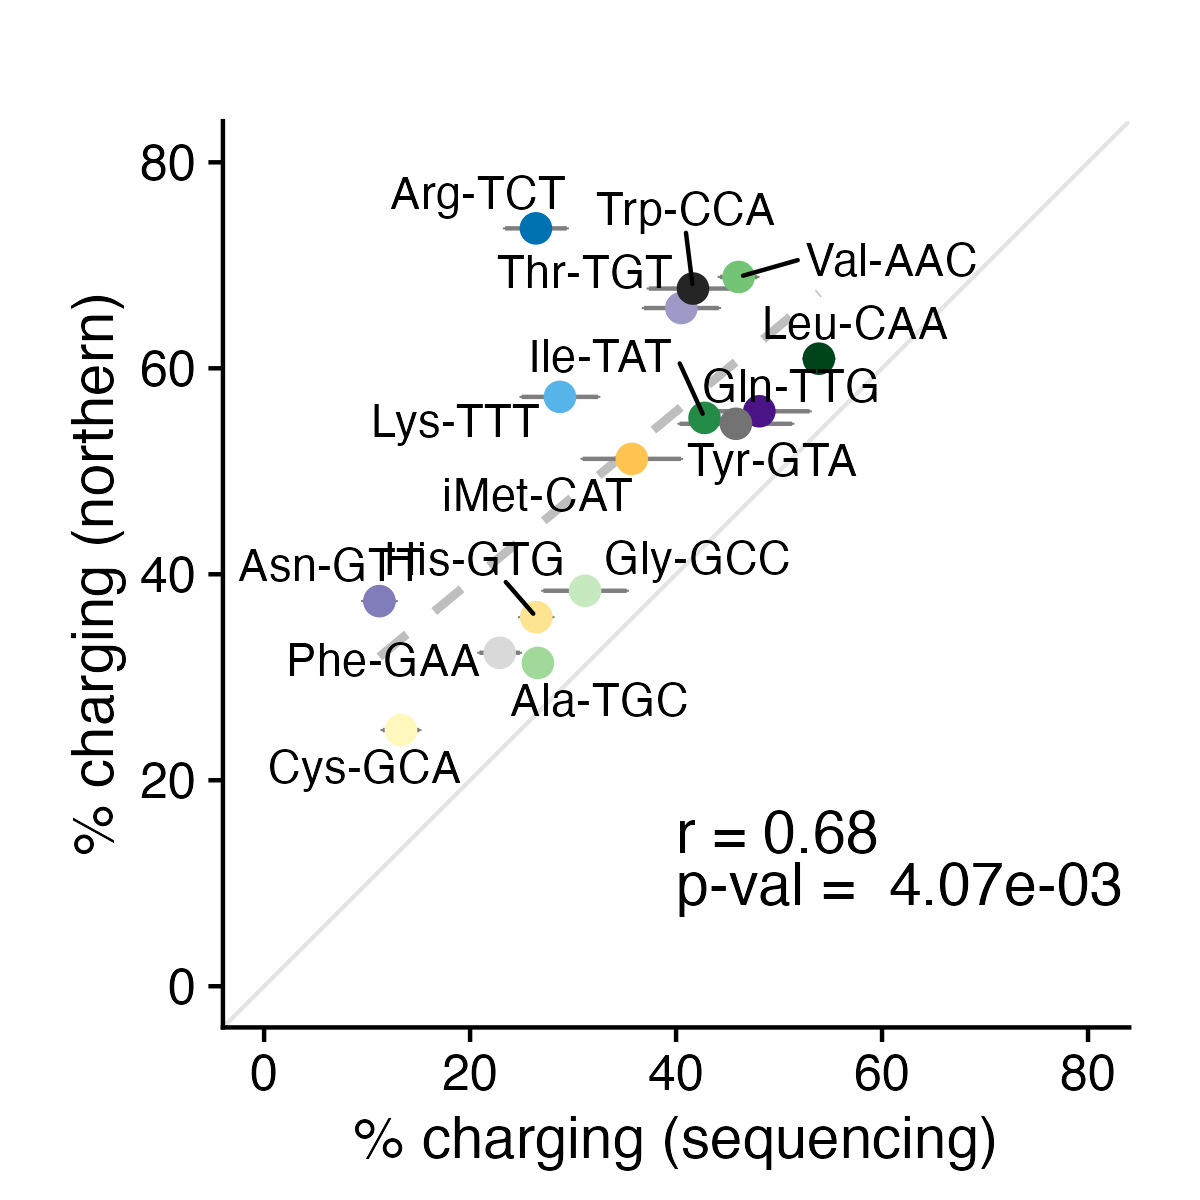 80
60
40
20
0
% charging (northern)
Arg-TCT
Trp-CCA
Val-AAC
Thr-TGT
Leu-CAA
Ile-TAT
Gln-TTG
Lys-TTT
Tyr-GTA
iMet-CAT
Asn-GTT
His-GTG
Gly-GCC
Phe-GAA
Ala-TGC
Cys-GCA
r = 0.68
p-val = 4.07e-03
0 20 40 60 80
% charging (sequencing)